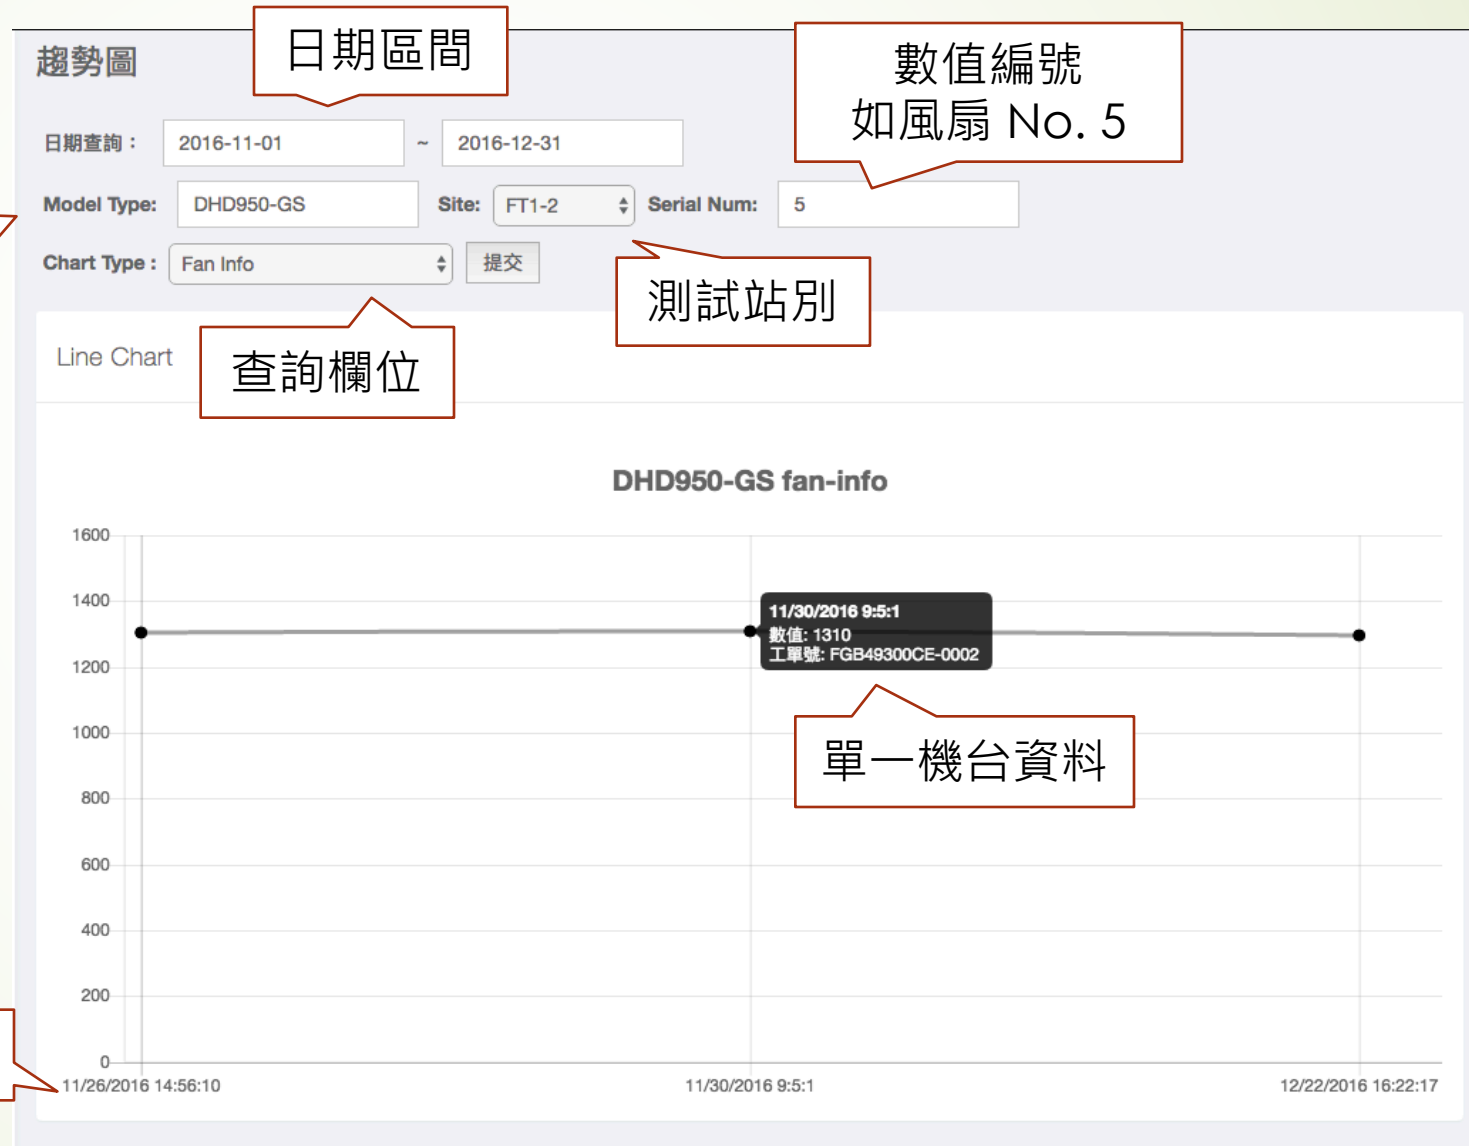 趨勢圖
日期區間
數值編號
如風扇 No. 5
日期查詢： 2016-11-01 ~ 2016-12-31
Model Type: DHD950-GS Site: FT1-2 Serial Num: 5
Chart Type : Fan Info 提交
測試站別
查詢欄位
Line Chart
DHD950-GS fan-info
1600
1400
1200
1000
800
600
400
200
0
11/30/2016 9:5:1
數值: 1310
工單號: FGB49300CE-0002
單一機台資料
11/26/2016 14:56:10 11/30/2016 9:5:1 12/22/2016 16:22:17